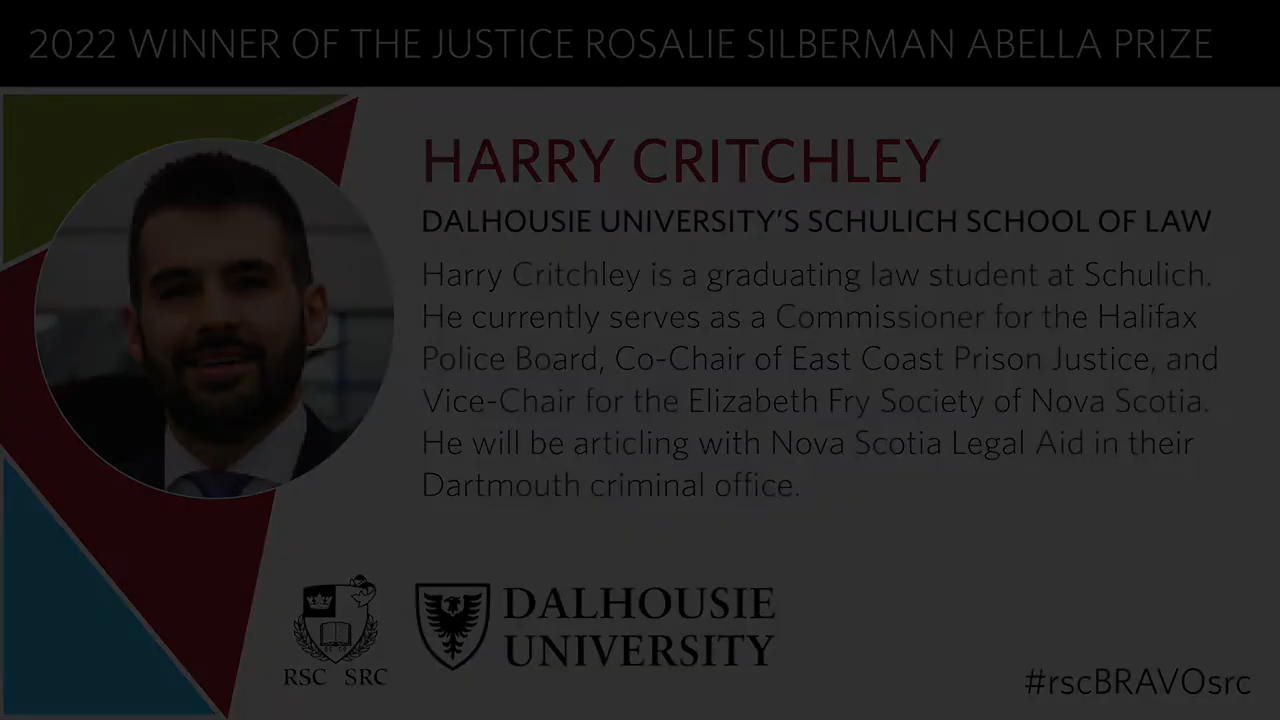 2022 WINNER OF THE JUSTICE ROSALIE SILBERMAN ABELLA PRIZE
HARRY CRITCHLEY
DALHOUSIE UNIVERSITY’S SCHULICH SCHOOL OF LAW
Harry Critchley is a graduating law student at Schulich.
He currently serves as a Commissioner for the Halifax
Police Board, Co-Chair of East Coast Prison Justice, and
Vice-Chair for the Elizabeth Fry Society of Nova Scotia.
He will be articling with Nova Scotia Legal Aid in their
Dartmouth criminal office.
RSC SRC
DALHOUSIE
UNIVERSITY
#rscBRAVOsrc